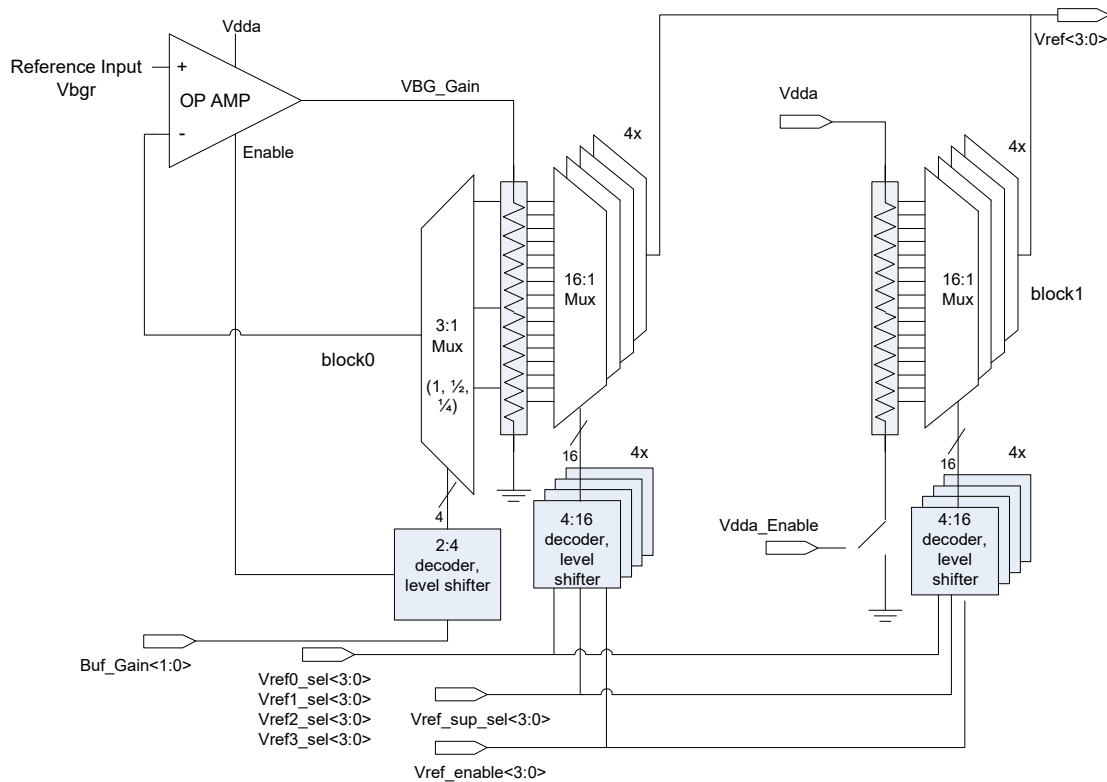 Vdda
Vref<3:0>
Reference Input
Vbgr
+
OP AMP
-
Enable
VBG_Gain
4x
Vdda
4x
16:1
Mux
16:1
Mux
block1
3:1
Mux
(1, ½,
¼)
block0
16
4x
16
4x
4
2:4
decoder,
level shifter
4:16
decoder,
level
shifter
Vdda_Enable
4:16
decoder,
level
shifter
Buf_Gain<1:0>
Vref0_sel<3:0>
Vref1_sel<3:0>
Vref2_sel<3:0>
Vref3_sel<3:0>
Vref_sup_sel<3:0>
Vref_enable<3:0>